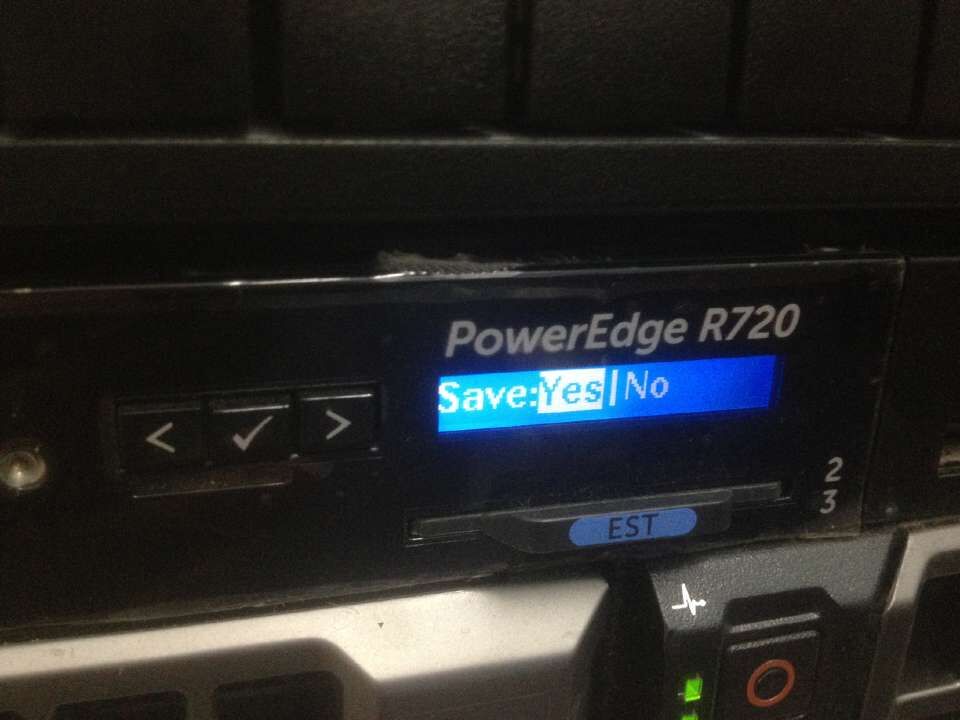 PowerEdge R720
Save:Yes|No
< ✓ >
2
3
EST